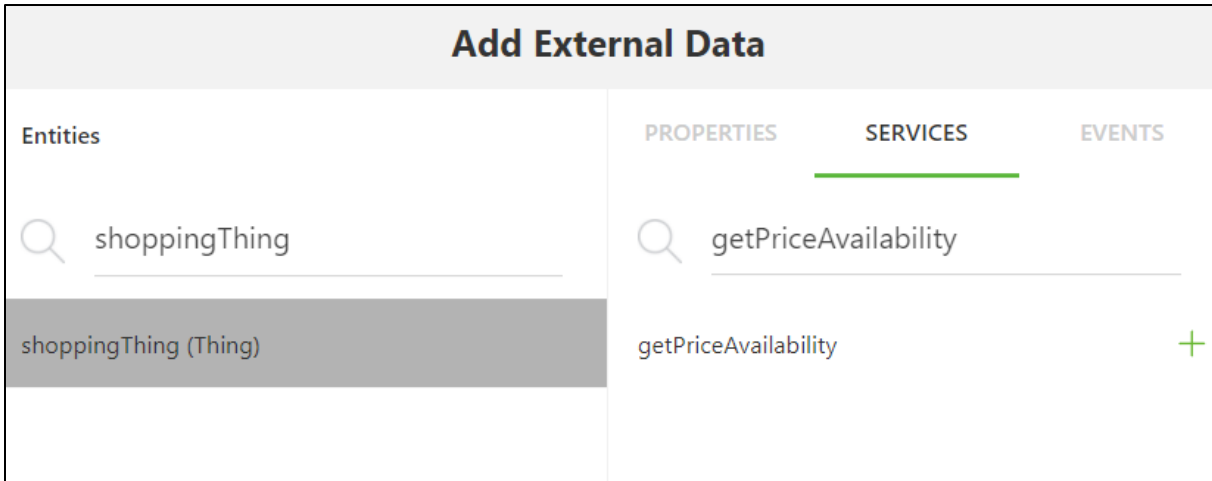 Add External Data
Entities
PROPERTIES SERVICES EVENTS
shoppingThing
getPriceAvailability
shoppingThing (Thing)
getPriceAvailability